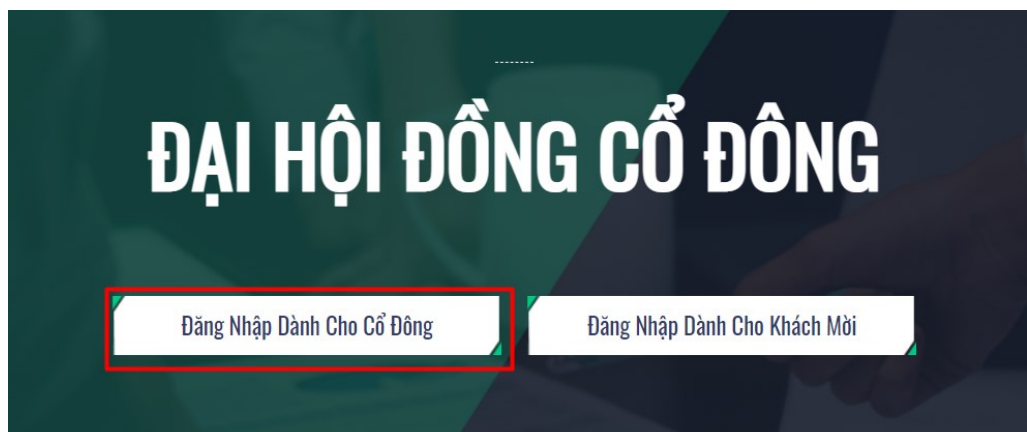 --------
ĐẠI HỘI ĐỒNG CỔ ĐÔNG
Đăng Nhập Dành Cho Cổ Đông
Đăng Nhập Dành Cho Khách Mời